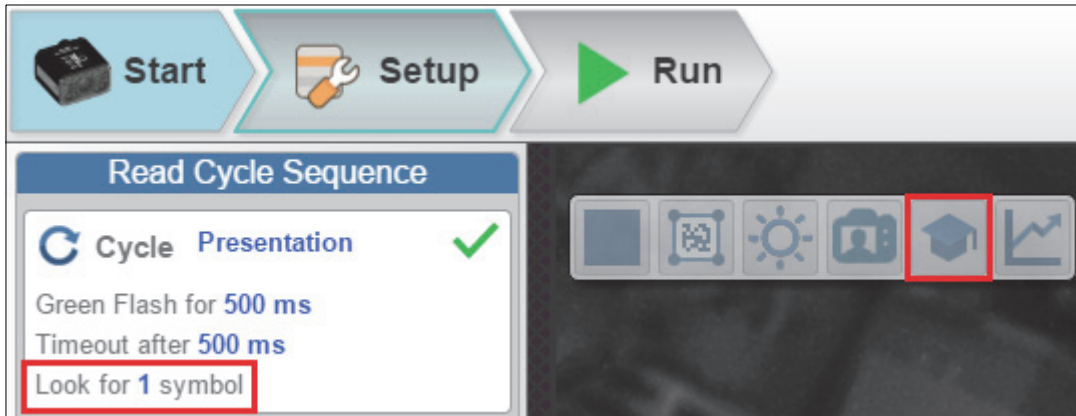 Start
Setup
Run
Read Cycle Sequence
Cycle Presentation
Green Flash for 500 ms
Timeout after 500 ms
Look for 1 symbol